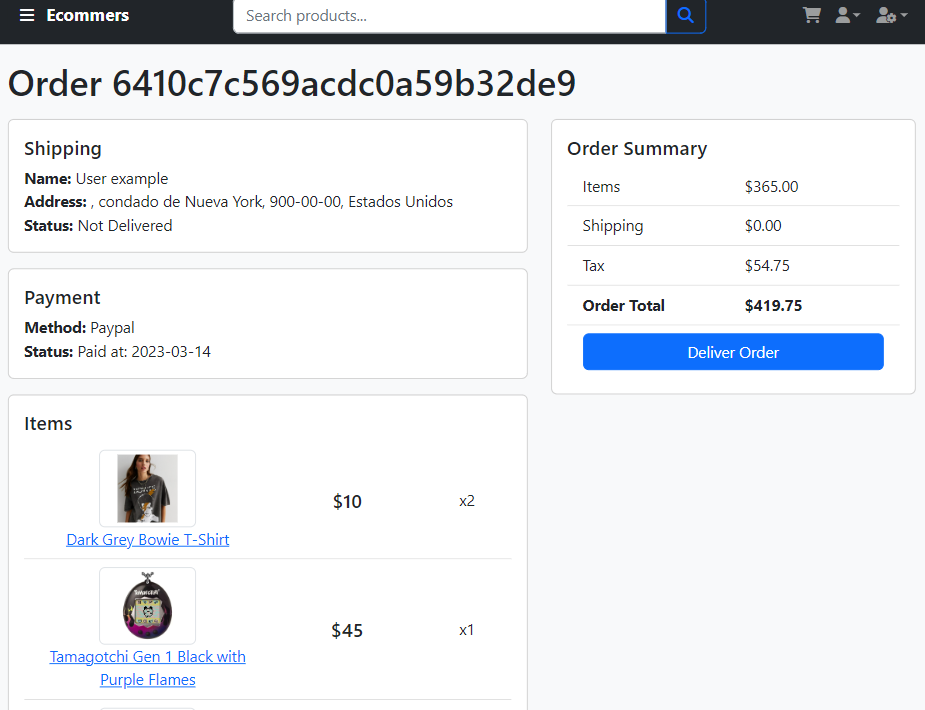 Ecommers
Search products...
Order 6410c7c569acdc0a59b32de9
Shipping
Name: User example
Address: , condado de Nueva York, 900-00-00, Estados Unidos
Status: Not Delivered
Payment
Method: Paypal
Status: Paid at: 2023-03-14
Items
$10
x2
Dark Grey Bowie T-Shirt
$45
x1
Tamagotchi Gen 1 Black with
Purple Flames
Order Summary
Items $365.00
Shipping $0.00
Tax $54.75
Order Total $419.75
Deliver Order